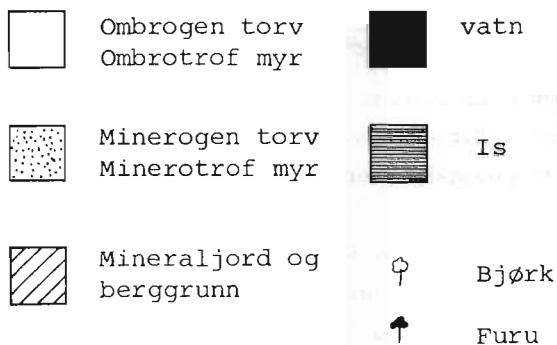 Ombrogen torv
Ombrotrof myr
Minerogen torv
Minerotrof myr
Mineraljord og
berggrunn
vatn
Is
Bjørk
Furu